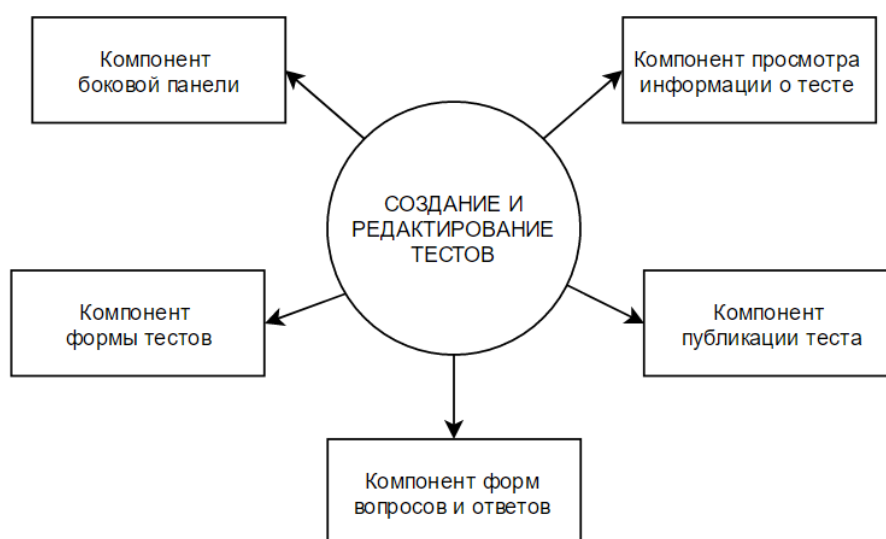 Компонент
боковой панели
Компонент просмотра
информации о тесте
СОЗДАНИЕ И
РЕДАКТИРОВАНИЕ
ТЕСТОВ
Компонент
формы тестов
Компонент
публикации теста
Компонент форм
вопросов и ответов